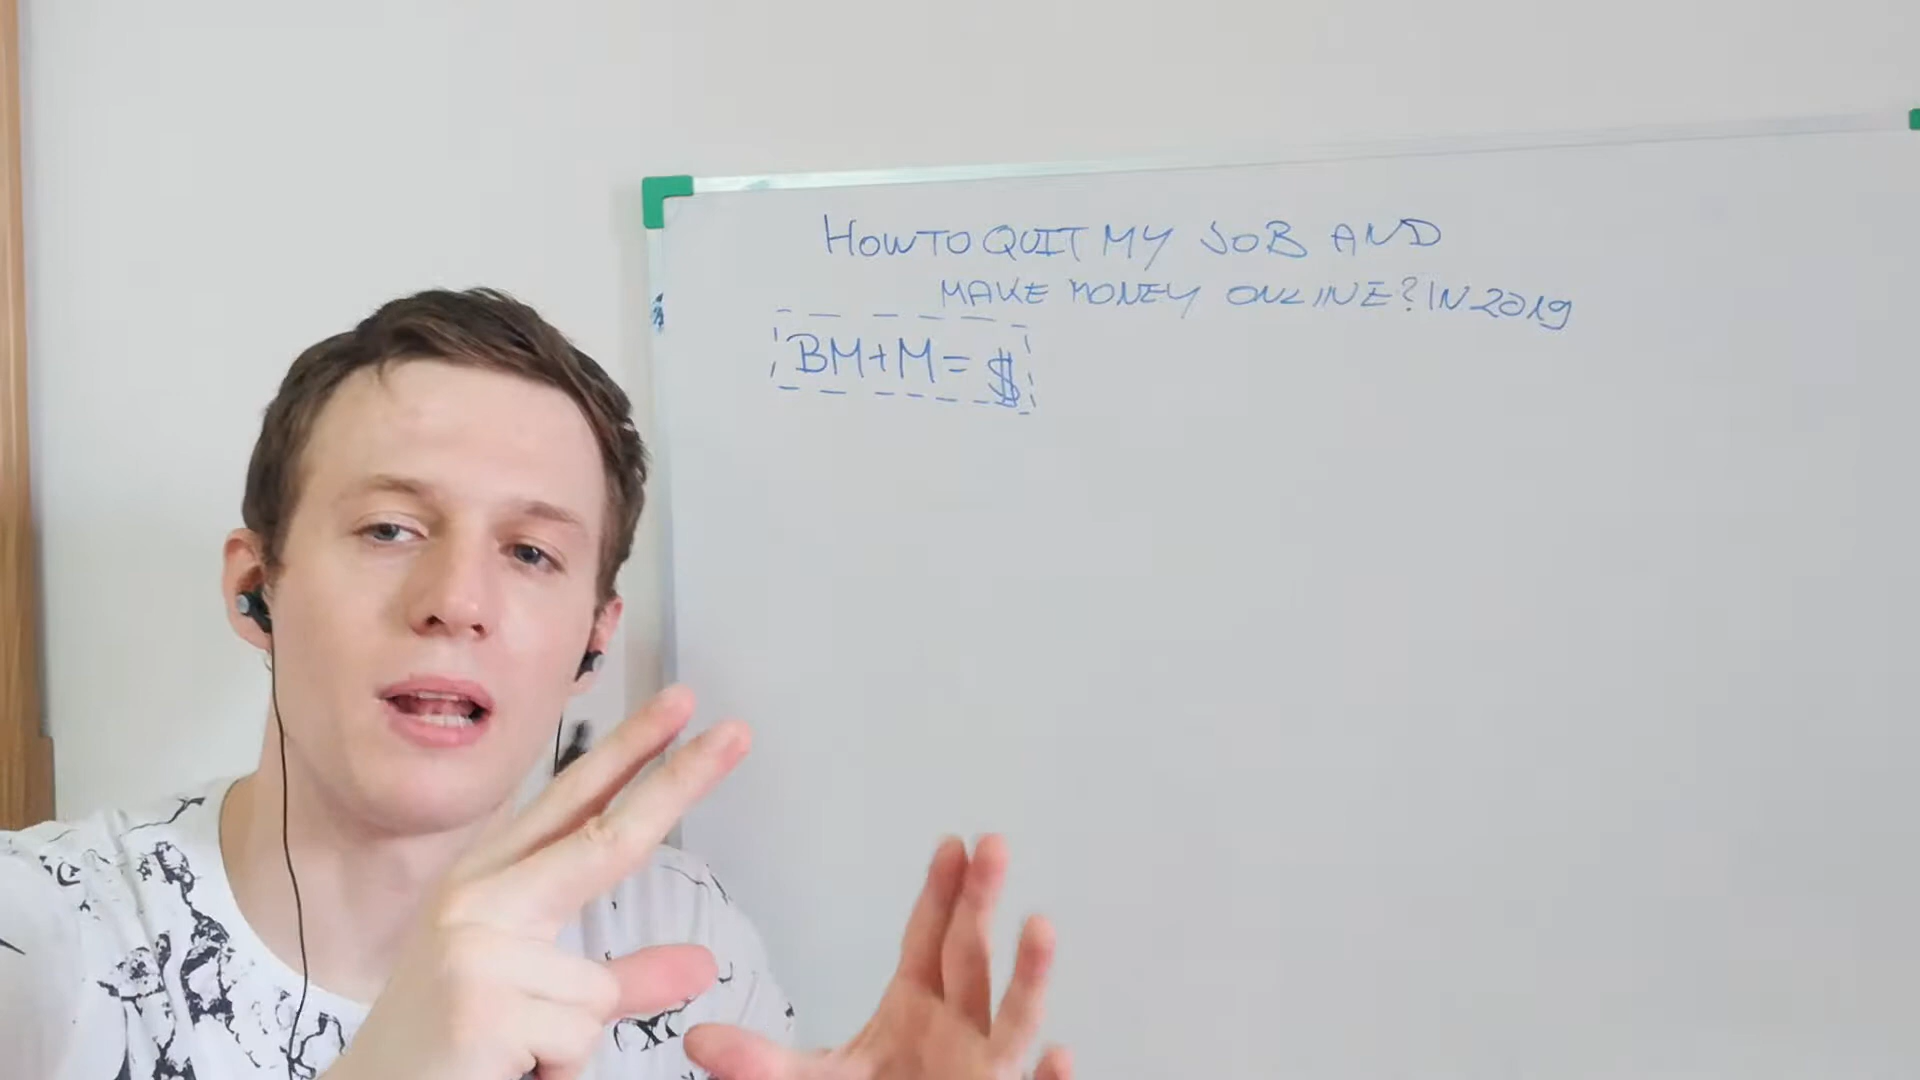 HOW TO QUIT MY JOB AND
MAKE MONEY ONLINE? IN 2019
BM+M= $